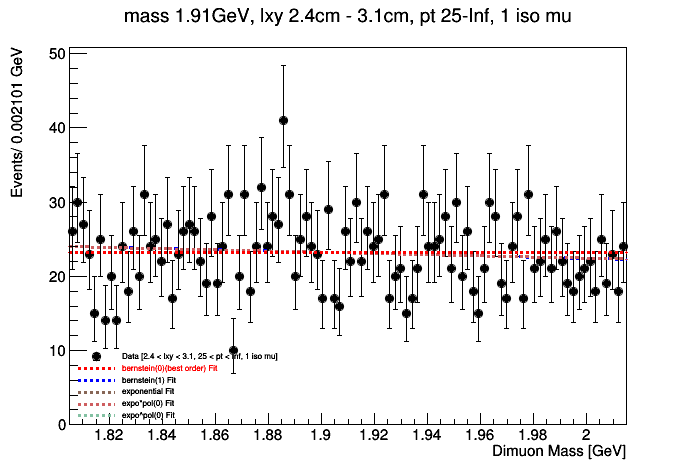 mass 1.91GeV, lxy 2.4cm - 3.1cm, pt 25-Inf, 1 iso mu
Events/ 0.002101 GeV
50
40
30
20
10
0
Data [2.4 < lxy < 3.1, 25 < pt < Inf, 1 iso mu]
bernstein(0)(best order) Fit
bernstein(1) Fit
exponential Fit
expo*pol(0) Fit
expo^pol(0) Fit
1.82 1.84 1.86 1.88 1.9 1.92 1.94 1.96 1.98 2
Dimuon Mass [GeV]